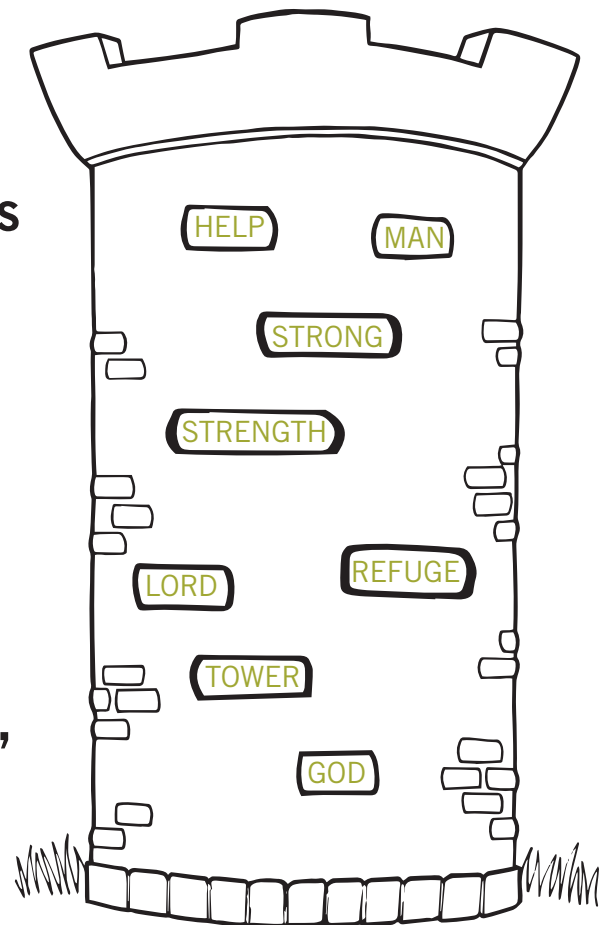 s
HELP
MAN
STRONG
STRENGTH
LORD
REFUGE
TOWER
,
GOD